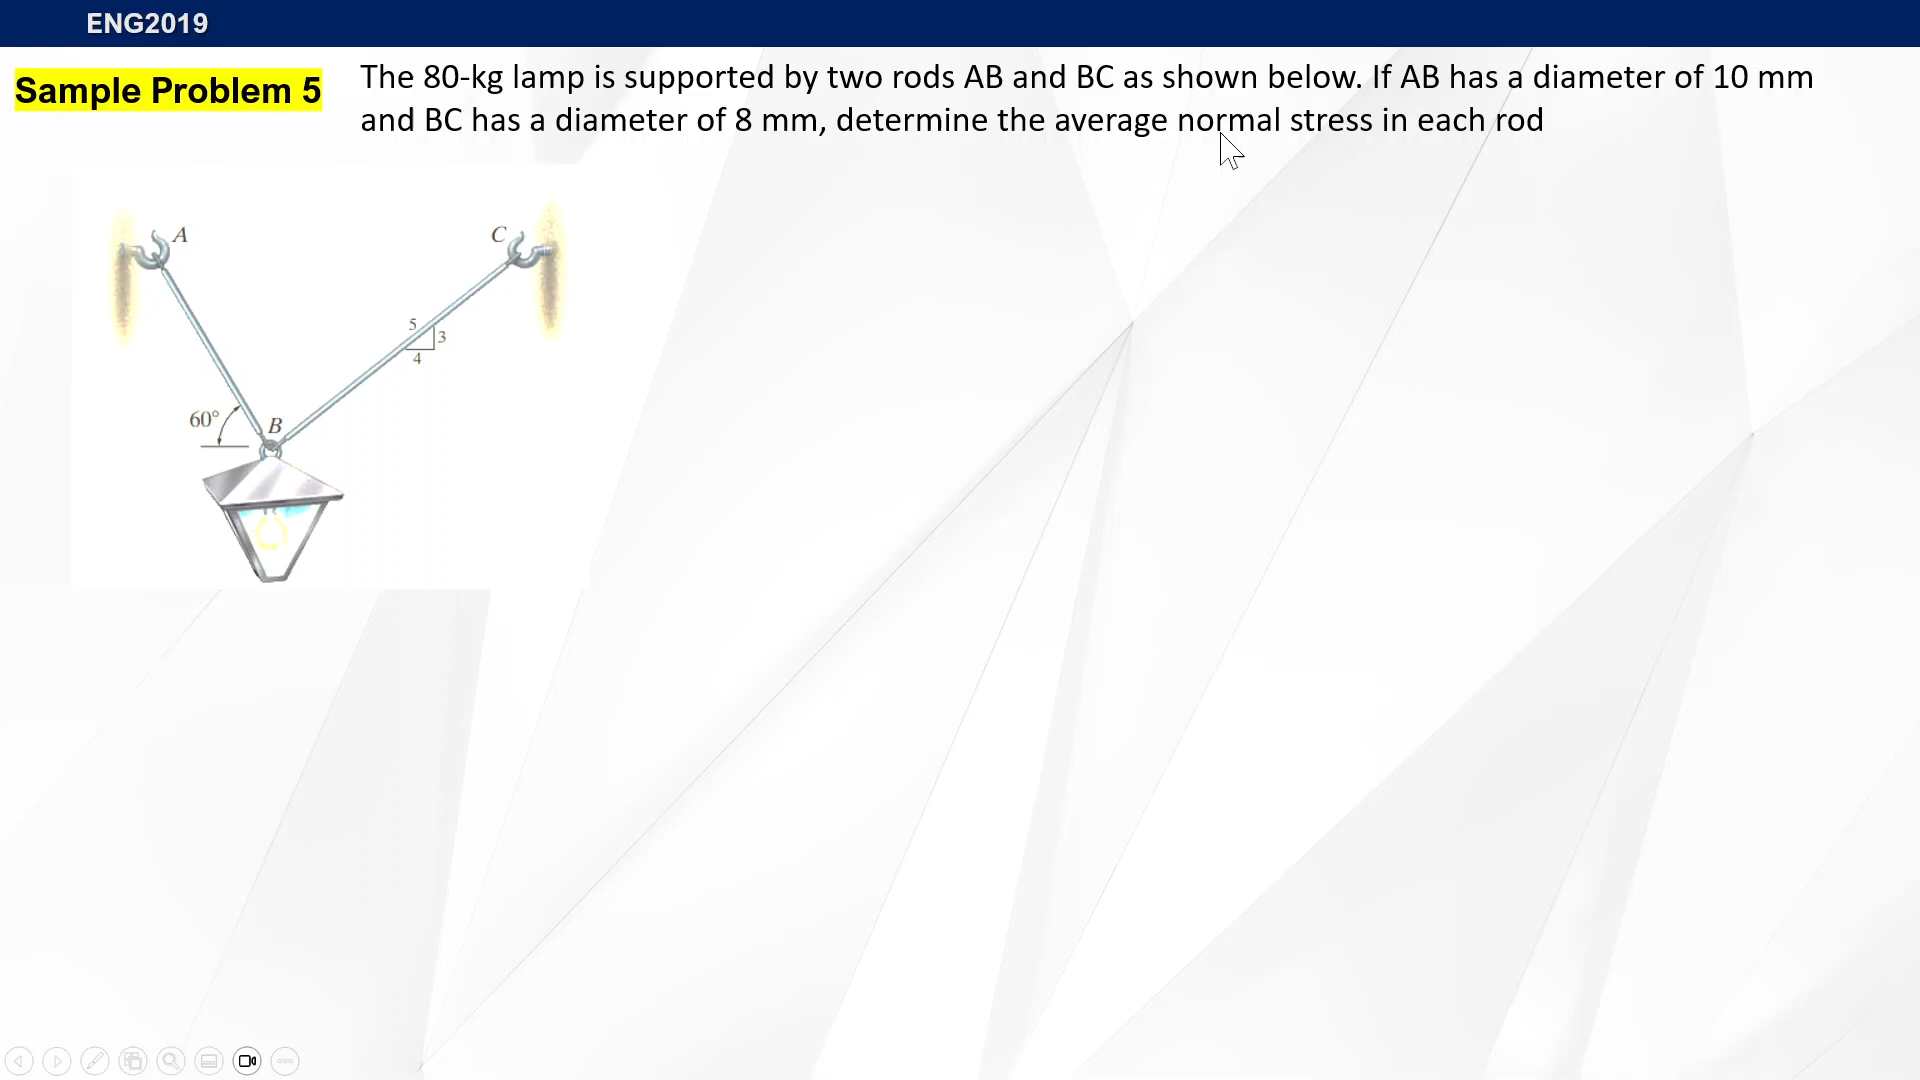 ENG2019
Sample Problem 5
The 80-kg lamp is supported by two rods AB and BC as shown below. If AB has a diameter of 10 mm
and BC has a diameter of 8 mm, determine the average normal stress in each rod
A
C
5
3
4
60°
B